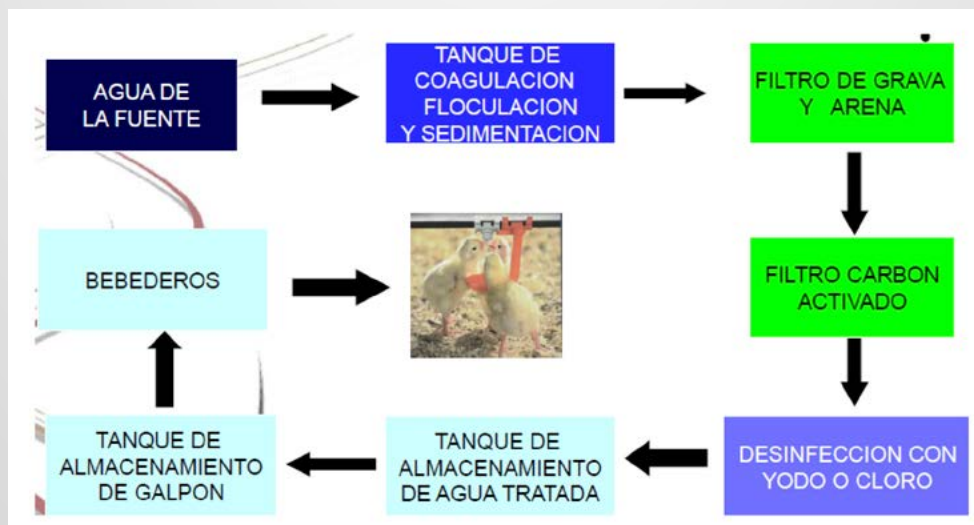 AGUA DE
LA FUENTE
TANQUE DE
COAGULACION
FLOCULACION
Y SEDIMENTACION
FILTRO DE GRAVA
Y ARENA
FILTRO CARBON
ACTIVADO
DESINFECCION CON
YODO O CLORO
TANQUE DE
ALMACENAMIENTO
DE AGUA TRATADA
TANQUE DE
ALMACENAMIENTO
DE GALPON
BEBEDEROS